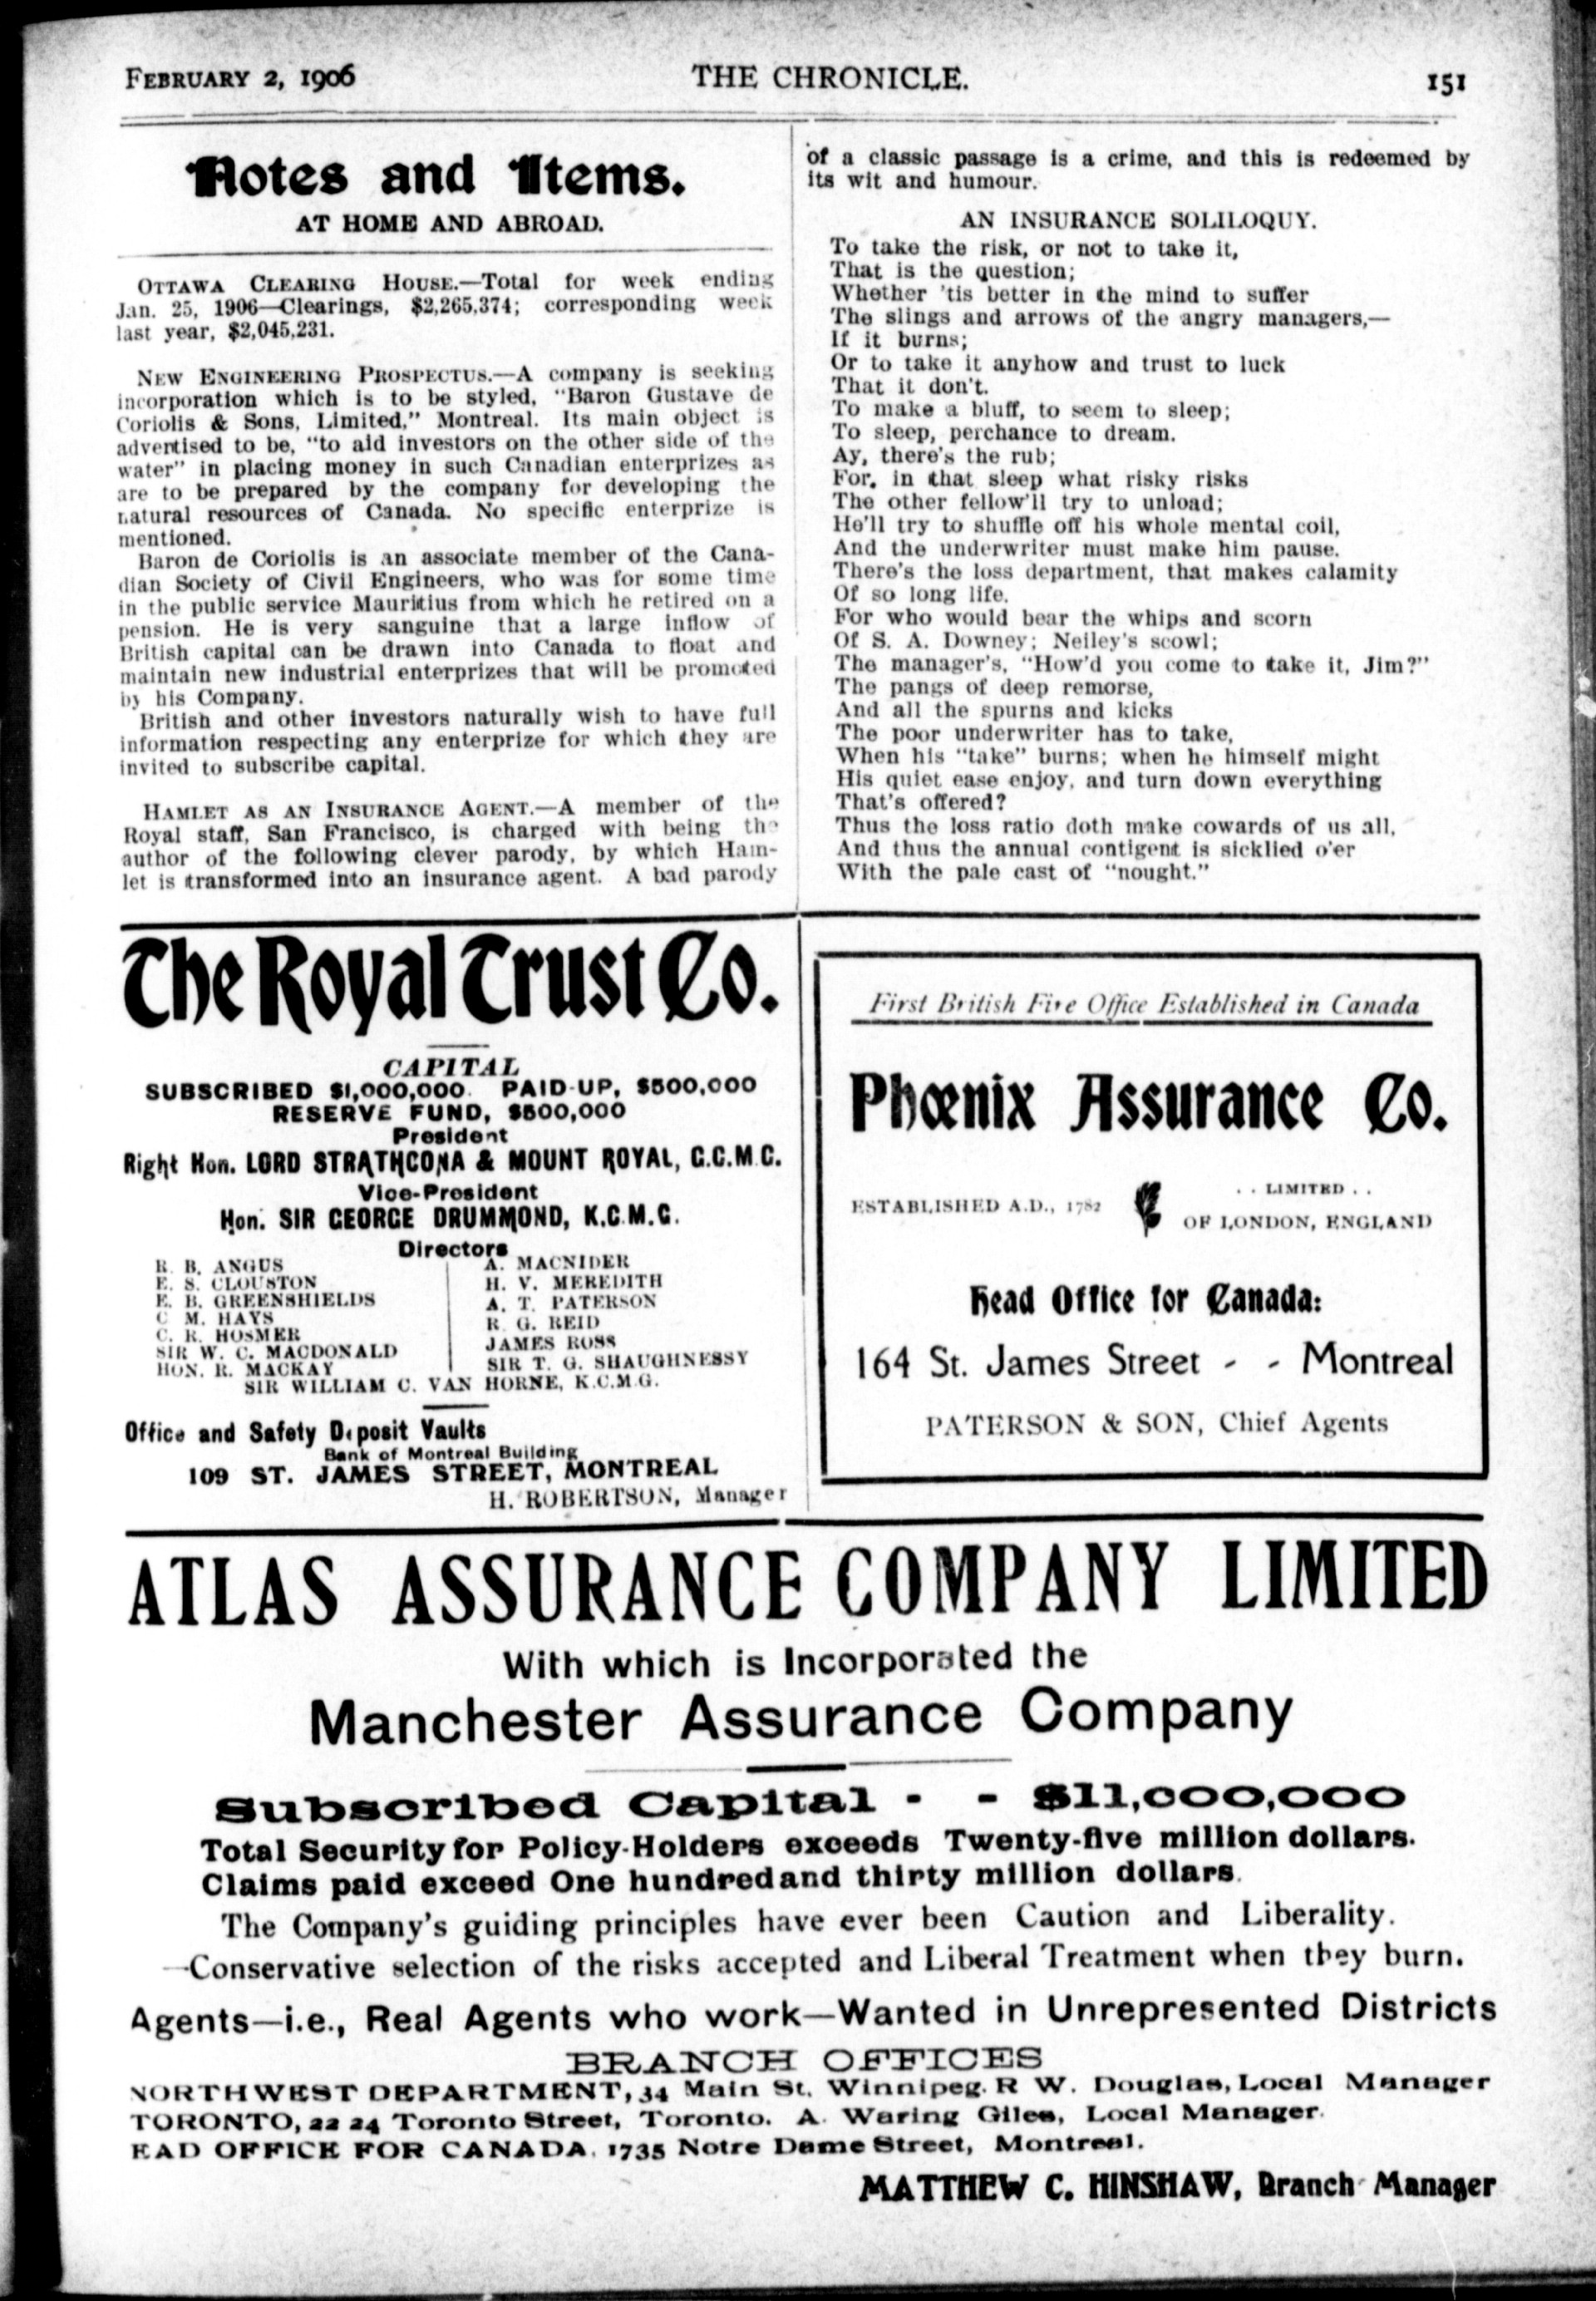 FEBRUARY 2, 1906 THE CHRONICLE. 151
Notes and Items.
AT HOME AND ABROAD.
OTTAWA CLEARING HOUSE.—Total for week ending
Jan. 25, 1906—Clearings, $2,265,374; corresponding week
last year, $2,045,231.
NEW ENGINEERING PROSPECTUS.—A company is seeking
incorporation which is to be styled, "Baron Gustave de
Coriolis & Sons, Limited," Montreal. Its main object is
advertised to be, "to aid investors on the other side of the
water" in placing money in such Canadian enterprizes as
are to be prepared by the company for developing the
natural resources of Canada. No specific enterprize is
mentioned.
Baron de Coriolis is an associate member of the Cana-
dian Society of Civil Engineers, who was for some time
in the public service Mauritius from which he retired on a
pension. He is very sanguine that a large inflow of
British capital can be drawn into Canada to float and
maintain new industrial enterprizes that will be promoted
by his Company.
British and other investors naturally wish to have full
information respecting any enterprize for which they are
invited to subscribe capital.
HAMLET AS AN INSURANCE AGENT.—A member of the
Royal staff, San Francisco, is charged with being the
author of the following clever parody, by which Ham-
let is transformed into an insurance agent. A bad parody
of a classic passage is a crime, and this is redeemed by
its wit and humour.
AN INSURANCE SOLILOQUY.
To take the risk, or not to take it,
That is the question;
Whether 'tis better in the mind to suffer
The slings and arrows of the angry managers,—
If it burns;
Or to take it anyhow and trust to luck
That it don't.
To make a bluff, to seem to sleep;
To sleep, perchance to dream.
Ay, there's the rub;
For, in that sleep what risky risks
The other fellow'll try to unload;
He'll try to shuffle off his whole mental coil,
And the underwriter must make him pause.
There's the loss department, that makes calamity
Of so long life.
For who would bear the whips and scorn
Of S. A. Downey; Neiley's scowl;
The manager's, "How'd you come to take it, Jim?"
The pangs of deep remorse,
And all the spurns and kicks
The poor underwriter has to take,
When his "take" burns; when he himself might
His quiet ease enjoy, and turn down everything
That's offered?
Thus the loss ratio doth make cowards of us all,
And thus the annual contigent is sicklied o'er
With the pale cast of "nought."
The Royal Trust Co.
CAPITAL
SUBSCRIBED $1,000,000. PAID-UP, $500,000
RESERVE FUND, $500,000
President
Right Hon. LORD STRATHCONA & MOUNT ROYAL, G.C.M.G.
Vice-President
Hon. SIR GEORGE DRUMMOND, K.C.M.G.
Directors
R. B. ANGUS
E. S. CLOUSTON
E. B. GREENSHIELDS
C. M. HAYS
C. R. HOSMER
SIR W. C. MACDONALD
HON. R. MACKAY
A. MACNIDER
H. V. MEREDITH
A. T. PATERSON
R. G. REID
JAMES ROSS
SIR T. G. SHAUGHNESSY
SIR WILLIAM C. VAN HORNE, K.C.M.G.
Office and Safety Deposit Vaults
Bank of Montreal Building
109 ST. JAMES STREET, MONTREAL
H. ROBERTSON, Manager
First British Fire Office Established in Canada
Phœnix Assurance Co.
ESTABLISHED A.D., 1782
. . LIMITED . .
OF LONDON, ENGLAND
Head Office for Canada:
164 St. James Street - - Montreal
PATERSON & SON, Chief Agents
ATLAS ASSURANCE COMPANY LIMITED
With which is Incorporated the
Manchester Assurance Company
Subscribed Capital - - $11,000,000
Total Security for Policy-Holders exceeds Twenty-five million dollars.
Claims paid exceed One hundred and thirty million dollars.
The Company's guiding principles have ever been Caution and Liberality.
—Conservative selection of the risks accepted and Liberal Treatment when they burn.
Agents—i.e., Real Agents who work—Wanted in Unrepresented Districts
BRANCH OFFICES
NORTHWEST DEPARTMENT, 34 Main St. Winnipeg. R W. Douglas, Local Manager
TORONTO, 22 24 Toronto Street, Toronto. A. Waring Giles, Local Manager.
EAD OFFICE FOR CANADA. 1735 Notre Dame Street, Montreal.
MATTHEW C. HINSHAW, Branch Manager